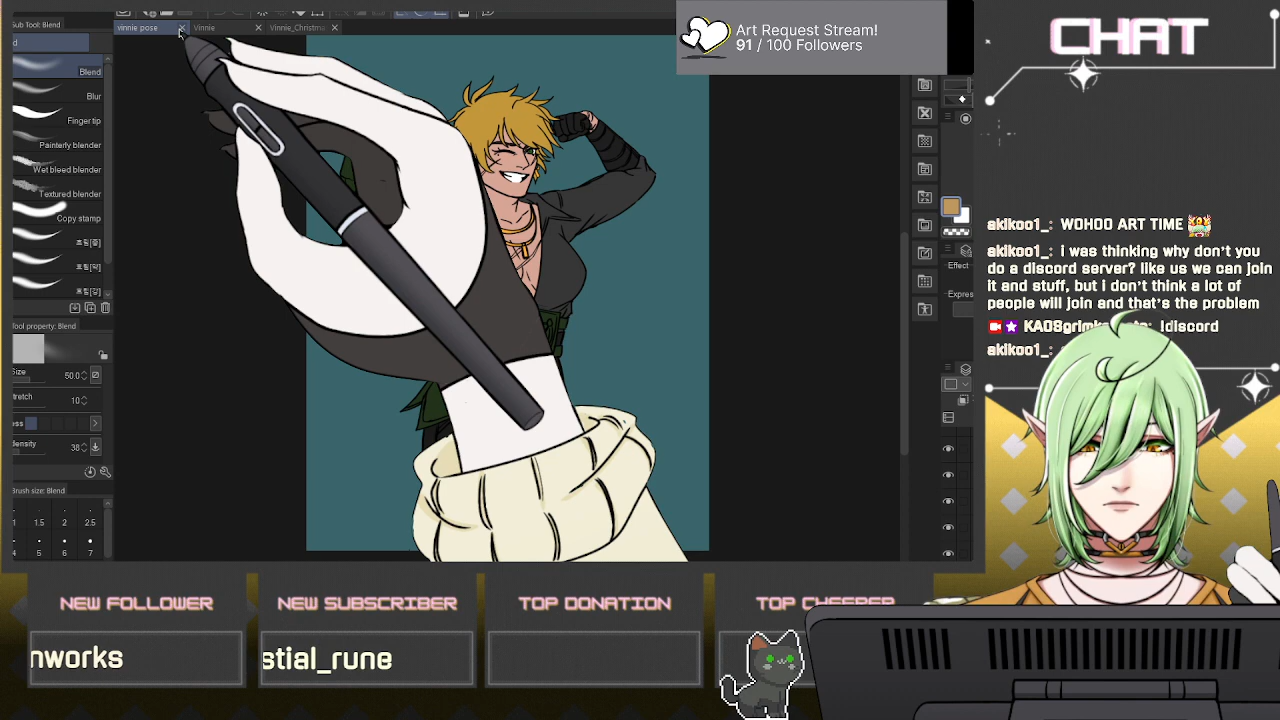 Sub Tool: Blend
vinnie pose
Vinnie
Vinnie_Christm
Art Request Stream!
91 / 100 Followers
CHAT
Blend
Blur
Finger tip
Painterly blender
Wet bleed blender
Textured blender
Copy stamp
Tool property: Blend
Size
50.0
10
Density
38
Brush size: Blend
1
1.5
2
2.5
4
5
6
7
Effect
akikoo1_: WOHOO ART TIME
akikoo1_: i was thinking why don't you
do a discord server? like us we can join
it and stuff, but i don't think a lot of
people will join and that's the problem
!discord
akikoo1_:
NEW FOLLOWER
NEW SUBSCRIBER
TOP DONATION
TOP CHEERER
nworks
stial_rune